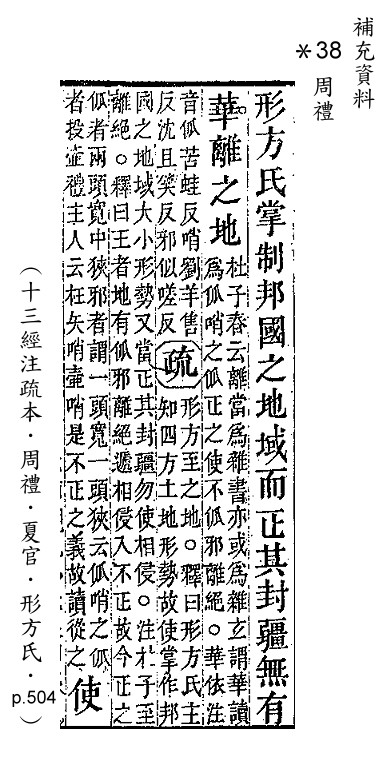 補充資料
＊38 周禮
形方氏掌制邦國之地域而正其封疆無有
華離之地
杜子春云離當爲雜書亦或爲雜玄謂華讀
爲㼌哨之㼌正之使不㼌邪離絕。華依注
音㼌苦蛙反哨劉羊售
反沈且笑反邪似嗟反
疏
形方至之地。釋曰形方氏主
知四方土地形勢故使掌作邦
國之地域大小形勢又當正其封疆勿使相侵。注杜子至
離絕。釋曰王者地有㼌邪離絕遞相侵入不正故今正之
㼌者兩頭寬中狹邪者謂一頭寬一頭狹云㼌哨之㼌
者投壺禮主人云枉矢哨壺哨是不正之義故讀從之
使
（十三經注疏本．周禮．夏官．形方氏．p.504）